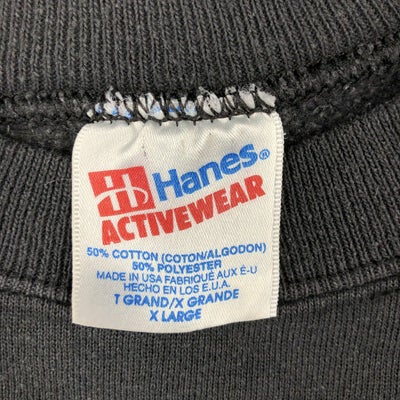 Hanes®
ACTIVEWEAR
50% COTTON (COTON/ALGODON)
50% POLYESTER
MADE IN USA FABRIQUÉ AUX É-U
HECHO EN LOS E.U.A.
T GRAND/X GRANDE
X LARGE